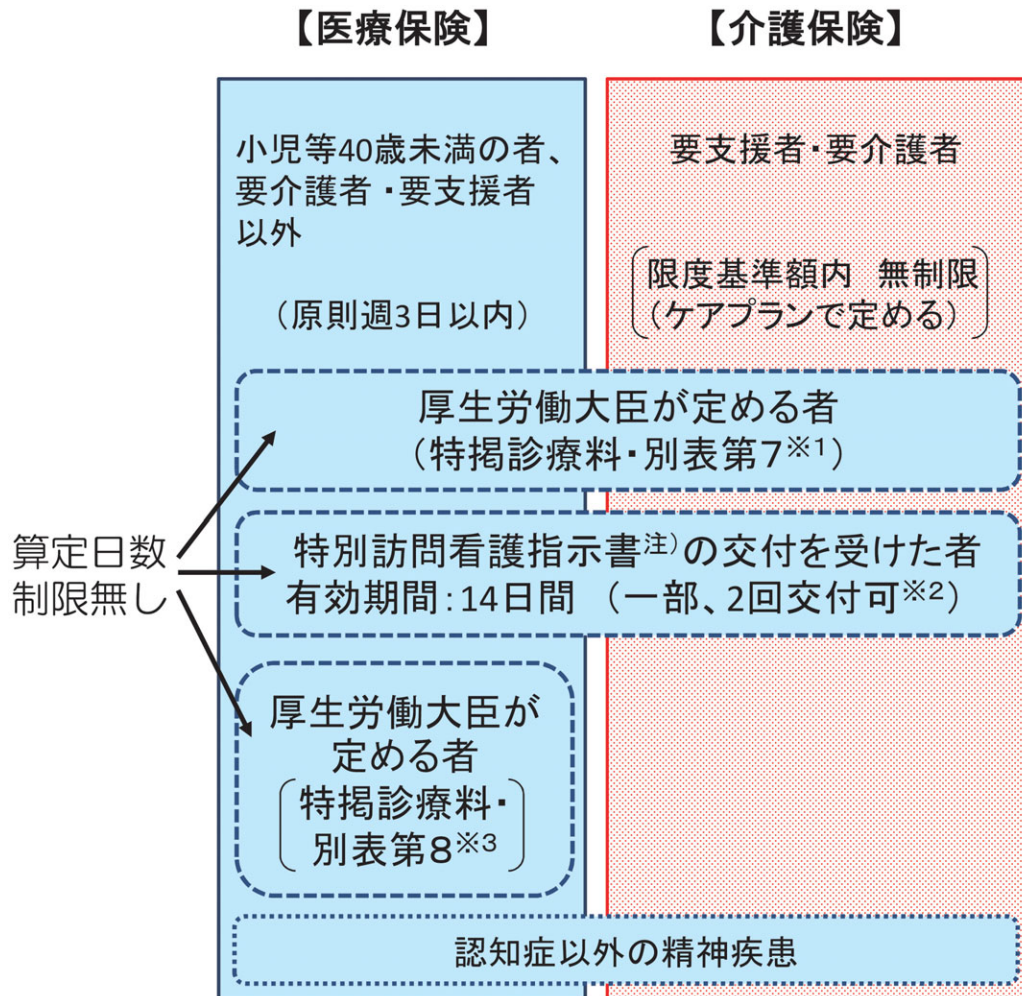 【医療保険】
【介護保険】
小児等40歳未満の者、
要介護者・要支援者
以外
(原則週3日以内)
要支援者・要介護者
限度基準額内 無制限
(ケアプランで定める)
厚生労働大臣が定める者
(特掲診療料・別表第7※1)
算定日数
制限無し
特別訪問看護指示書注)の交付を受けた者
有効期間:14日間 (一部、2回交付可※2)
厚生労働大臣が
定める者
特掲診療料・
別表第8※3
認知症以外の精神疾患